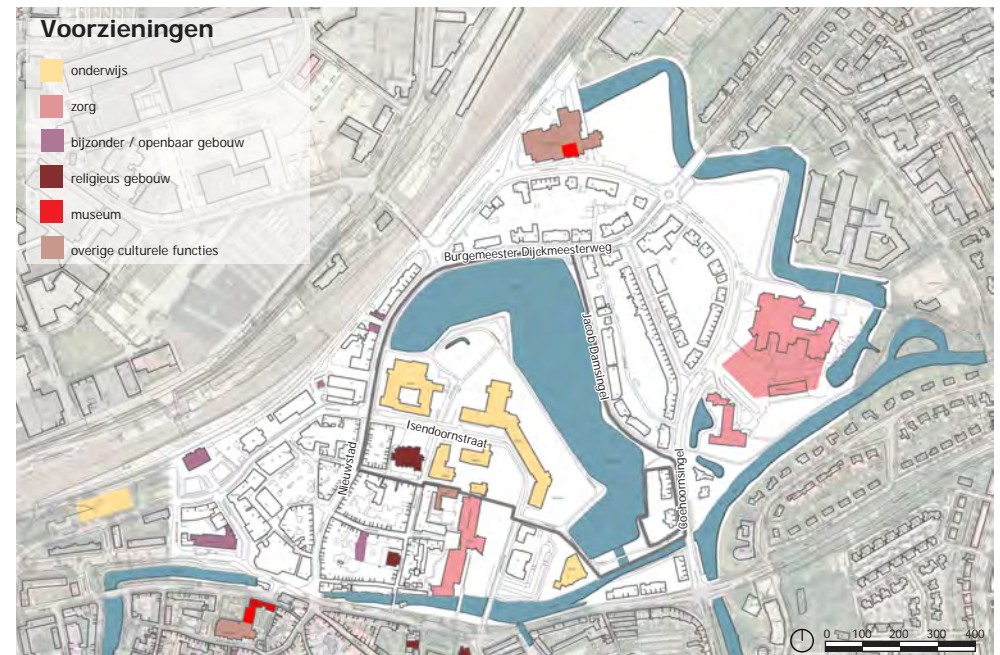 Voorzieningen
onderwijs
zorg
bijzonder / openbaar gebouw
religieus gebouw
museum
overige culturele functies
Burgemeester Dijckmeesterweg
Jacob Damsingel
Isendoornstraat
Nieuwstad
Coehoornsingel
0 100 200 300 400